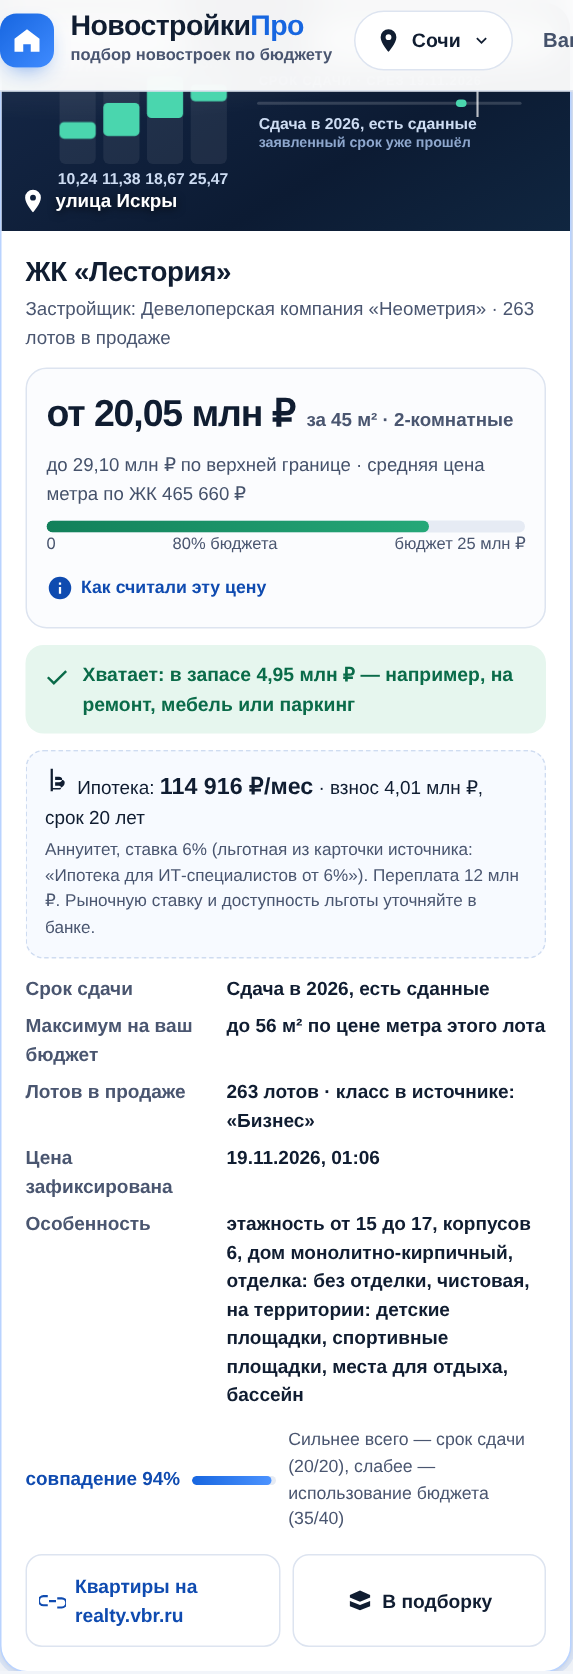 НовостройкиПро
подбор новостроек по бюджету
Сочи
Ваш
Сдача в 2026, есть сданные
заявленный срок уже прошёл
10,24 11,38 18,67 25,47
улица Искры
ЖК «Лестория»
Застройщик: Девелоперская компания «Неометрия» · 263
лотов в продаже
от 20,05 млн ₽ за 45 м² · 2-комнатные
до 29,10 млн ₽ по верхней границе · средняя цена
метра по ЖК 465 660 ₽
0 80% бюджета бюджет 25 млн ₽
Как считали эту цену
Хватает: в запасе 4,95 млн ₽ — например, на
ремонт, мебель или паркинг
Ипотека: 114 916 ₽/мес · взнос 4,01 млн ₽,
срок 20 лет
Аннуитет, ставка 6% (льготная из карточки источника:
«Ипотека для ИТ-специалистов от 6%»). Переплата 12 млн
₽. Рыночную ставку и доступность льготы уточняйте в
банке.
Срок сдачи
Сдача в 2026, есть сданные
Максимум на ваш
бюджет
до 56 м² по цене метра этого лота
Лотов в продаже
263 лотов · класс в источнике:
«Бизнес»
Цена
зафиксирована
19.11.2026, 01:06
Особенность
этажность от 15 до 17, корпусов
6, дом монолитно-кирпичный,
отделка: без отделки, чистовая,
на территории: детские
площадки, спортивные
площадки, места для отдыха,
бассейн
совпадение 94%
Сильнее всего — срок сдачи
(20/20), слабее —
использование бюджета
(35/40)
Квартиры на
realty.vbr.ru
В подборку